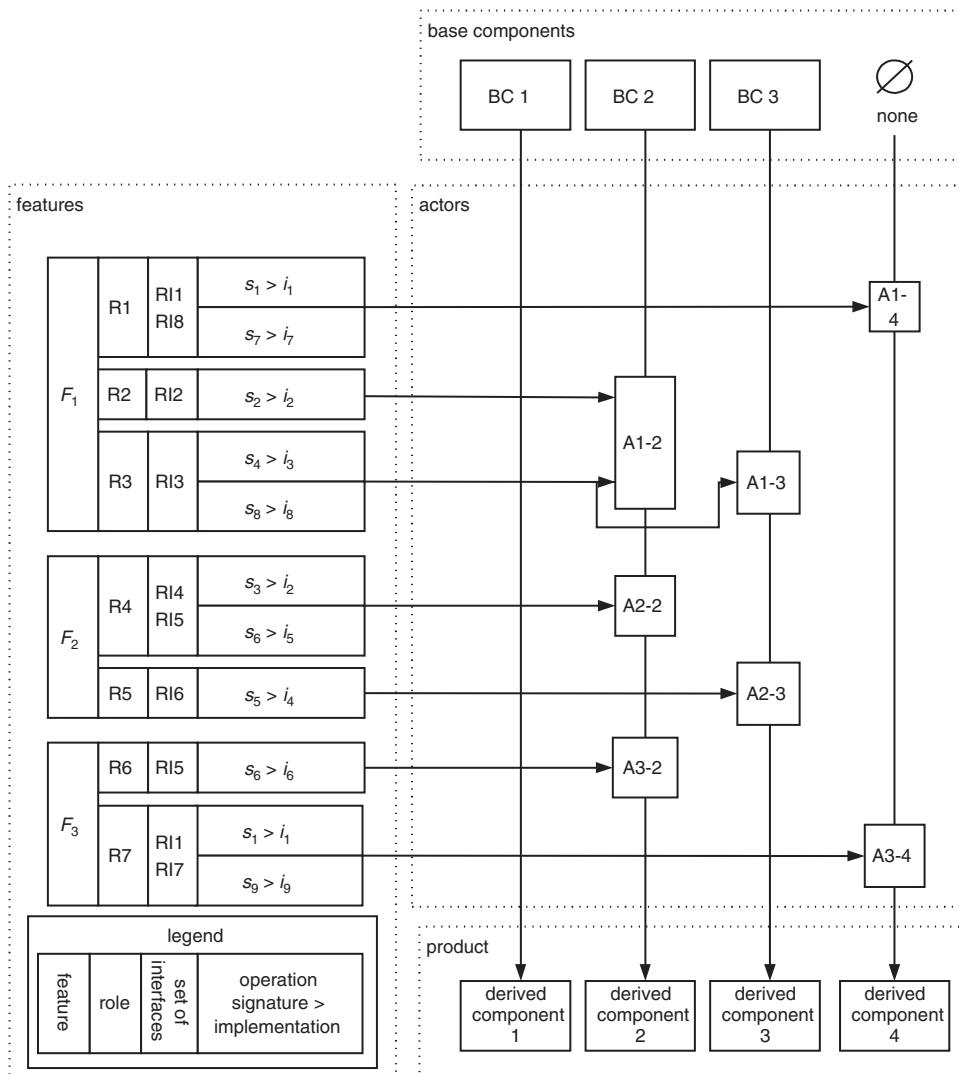 base components
BC 1
BC 2
BC 3
∅
none
features
actors
F₁
R1
RI1
RI8
s₁ > i₁
s₇ > i₇
A1-
4
R2
RI2
s₂ > i₂
A1-2
R3
RI3
s₄ > i₃
s₈ > i₈
A1-3
F₂
R4
RI4
RI5
s₃ > i₂
s₆ > i₅
A2-2
R5
RI6
s₅ > i₄
A2-3
F₃
R6
RI5
s₆ > i₆
A3-2
R7
RI1
RI7
s₁ > i₁
s₉ > i₉
A3-4
legend
feature
role
set of
interfaces
operation
signature >
implementation
product
derived
component
1
derived
component
2
derived
component
3
derived
component
4